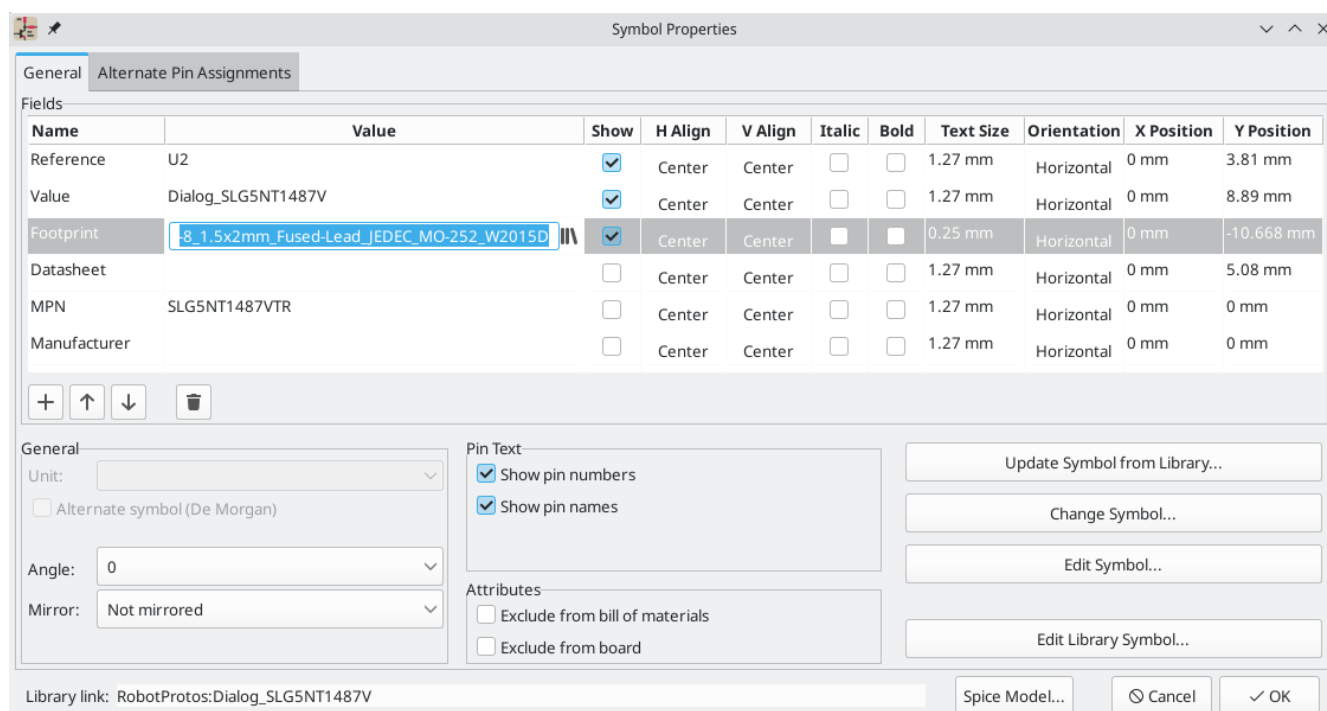 Symbol Properties
General Alternate Pin Assignments
Fields
Name Value Show H Align V Align Italic Bold Text Size Orientation X Position Y Position
Reference U2 Center Center 1.27 mm Horizontal 0 mm 3.81 mm
Value Dialog_SLG5NT1487V Center Center 1.27 mm Horizontal 0 mm 8.89 mm
Footprint -8_1.5x2mm_Fused-Lead_JEDEC_MO-252_W2015D Center Center 0.25 mm Horizontal 0 mm -10.668 mm
Datasheet Center Center 1.27 mm Horizontal 0 mm 5.08 mm
MPN SLG5NT1487VTR Center Center 1.27 mm Horizontal 0 mm 0 mm
Manufacturer Center Center 1.27 mm Horizontal 0 mm 0 mm
General Pin Text
Unit: Show pin numbers Update Symbol from Library...
Alternate symbol (De Morgan) Show pin names Change Symbol...
Angle: 0 Edit Symbol...
Mirror: Not mirrored Attributes
Exclude from bill of materials
Exclude from board Edit Library Symbol...
Library link: RobotProtos:Dialog_SLG5NT1487V Spice Model... Cancel OK